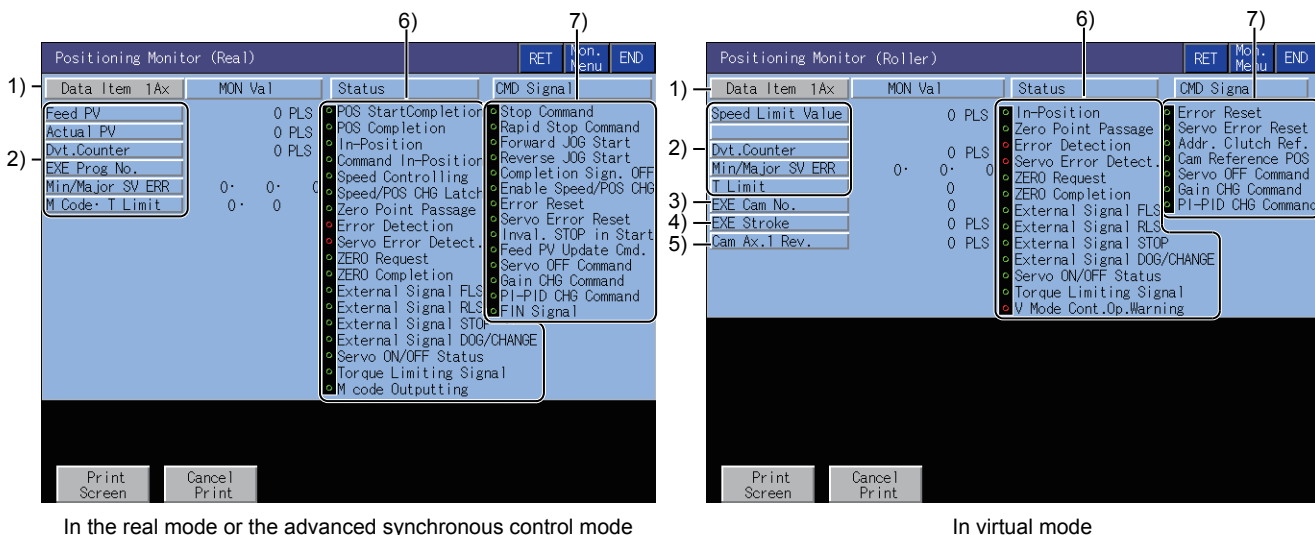 6)
7)
Positioning Monitor (Real)
RET
Mon.
Menu
END
1)
Data Item 1Ax
MON Val
Status
CMD Signal
2)
Feed PV
0 PLS
Actual PV
0 PLS
Dvt.Counter
0 PLS
EXE Prog No.
Min/Major SV ERR
0· 0· 0
M Code· T Limit
0· 0
POS StartCompletion
POS Completion
In-Position
Command In-Position
Speed Controlling
Speed/POS CHG Latch
Zero Point Passage
Error Detection
Servo Error Detect.
ZERO Request
ZERO Completion
External Signal FLS
External Signal RLS
External Signal STOP
External Signal DOG/CHANGE
Servo ON/OFF Status
Torque Limiting Signal
M code Outputting
Stop Command
Rapid Stop Command
Forward JOG Start
Reverse JOG Start
Completion Sign. OFF
Enable Speed/POS CHG
Error Reset
Servo Error Reset
Inval. STOP in Start
Feed PV Update Cmd.
Servo OFF Command
Gain CHG Command
PI-PID CHG Command
FIN Signal
Print
Screen
Cancel
Print
In the real mode or the advanced synchronous control mode
6)
7)
Positioning Monitor (Roller)
RET
Mon.
Menu
END
1)
Data Item 1Ax
MON Val
Status
CMD Signal
2)
Speed Limit Value
0 PLS
Dvt.Counter
0 PLS
Min/Major SV ERR
0· 0· 0
T Limit
0
3)
EXE Cam No.
0
4)
EXE Stroke
0 PLS
5)
Cam Ax.1 Rev.
0 PLS
In-Position
Zero Point Passage
Error Detection
Servo Error Detect.
ZERO Request
ZERO Completion
External Signal FLS
External Signal RLS
External Signal STOP
External Signal DOG/CHANGE
Servo ON/OFF Status
Torque Limiting Signal
V Mode Cont.Op.Warning
Error Reset
Servo Error Reset
Addr. Clutch Ref.
Cam Reference POS
Servo OFF Command
Gain CHG Command
PI-PID CHG Command
Print
Screen
Cancel
Print
In virtual mode